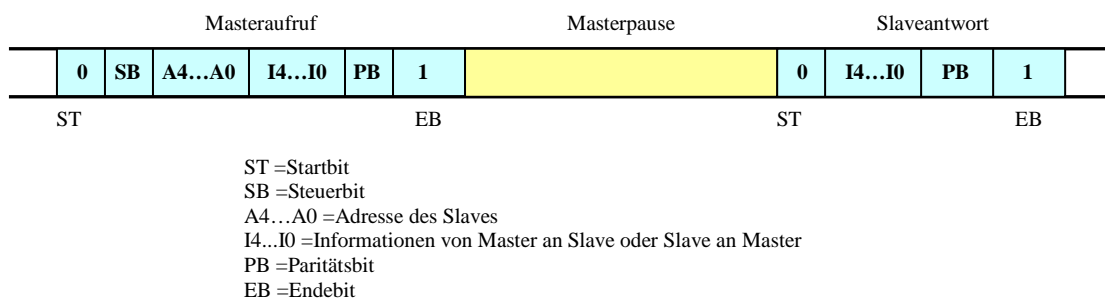 Masteraufruf Masterpause Slaveantwort
0 SB A4…A0 I4…I0 PB 1 0 I4…I0 PB 1
ST EB ST EB
ST =Startbit
SB =Steuerbit
A4…A0 =Adresse des Slaves
I4...I0 =Informationen von Master an Slave oder Slave an Master
PB =Paritätsbit
EB =Endebit